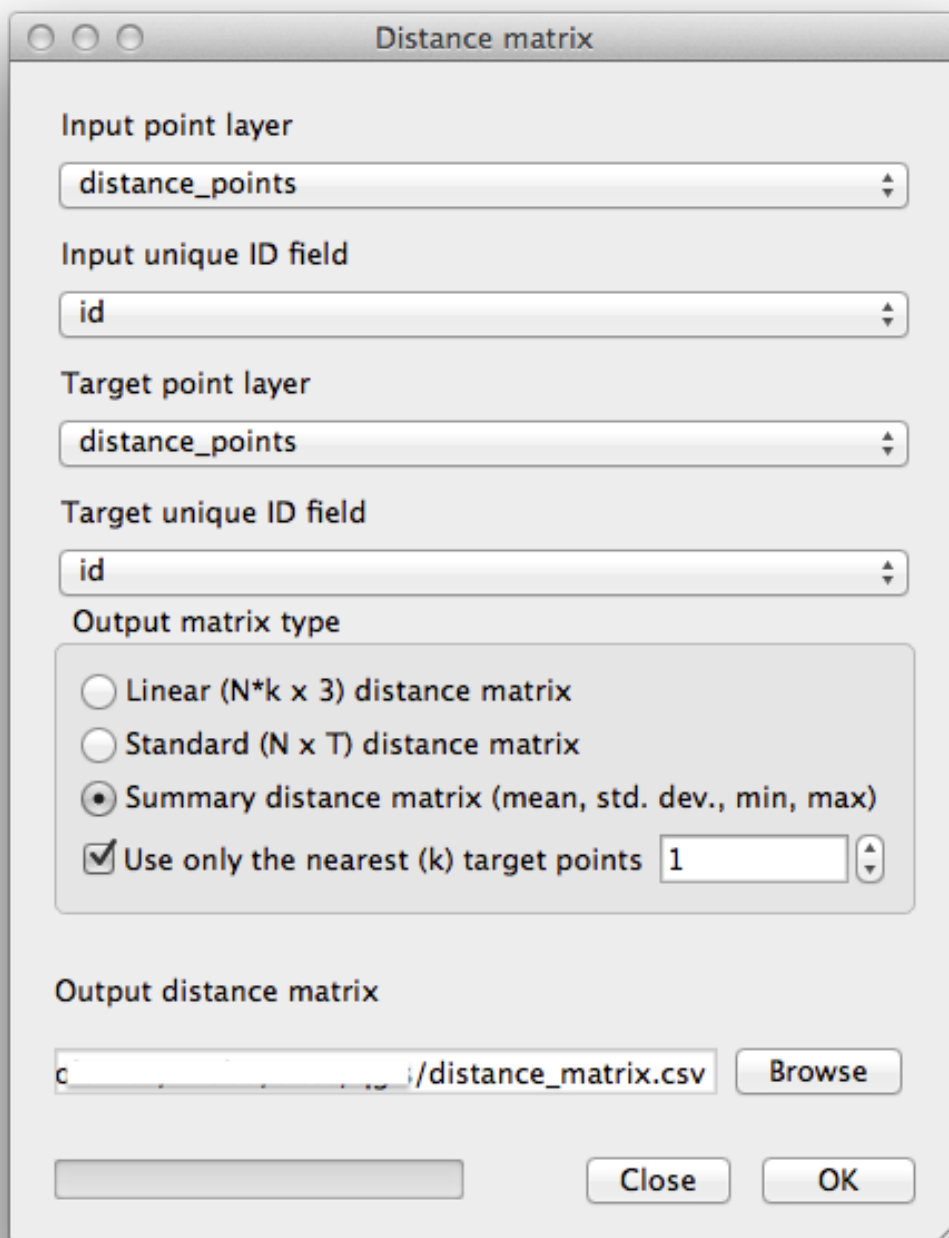 Distance matrix
Input point layer
distance_points
Input unique ID field
id
Target point layer
distance_points
Target unique ID field
id
Output matrix type
Linear (N*k x 3) distance matrix
Standard (N x T) distance matrix
Summary distance matrix (mean, std. dev., min, max)
Use only the nearest (k) target points 1
Output distance matrix
/distance_matrix.csv Browse
Close OK